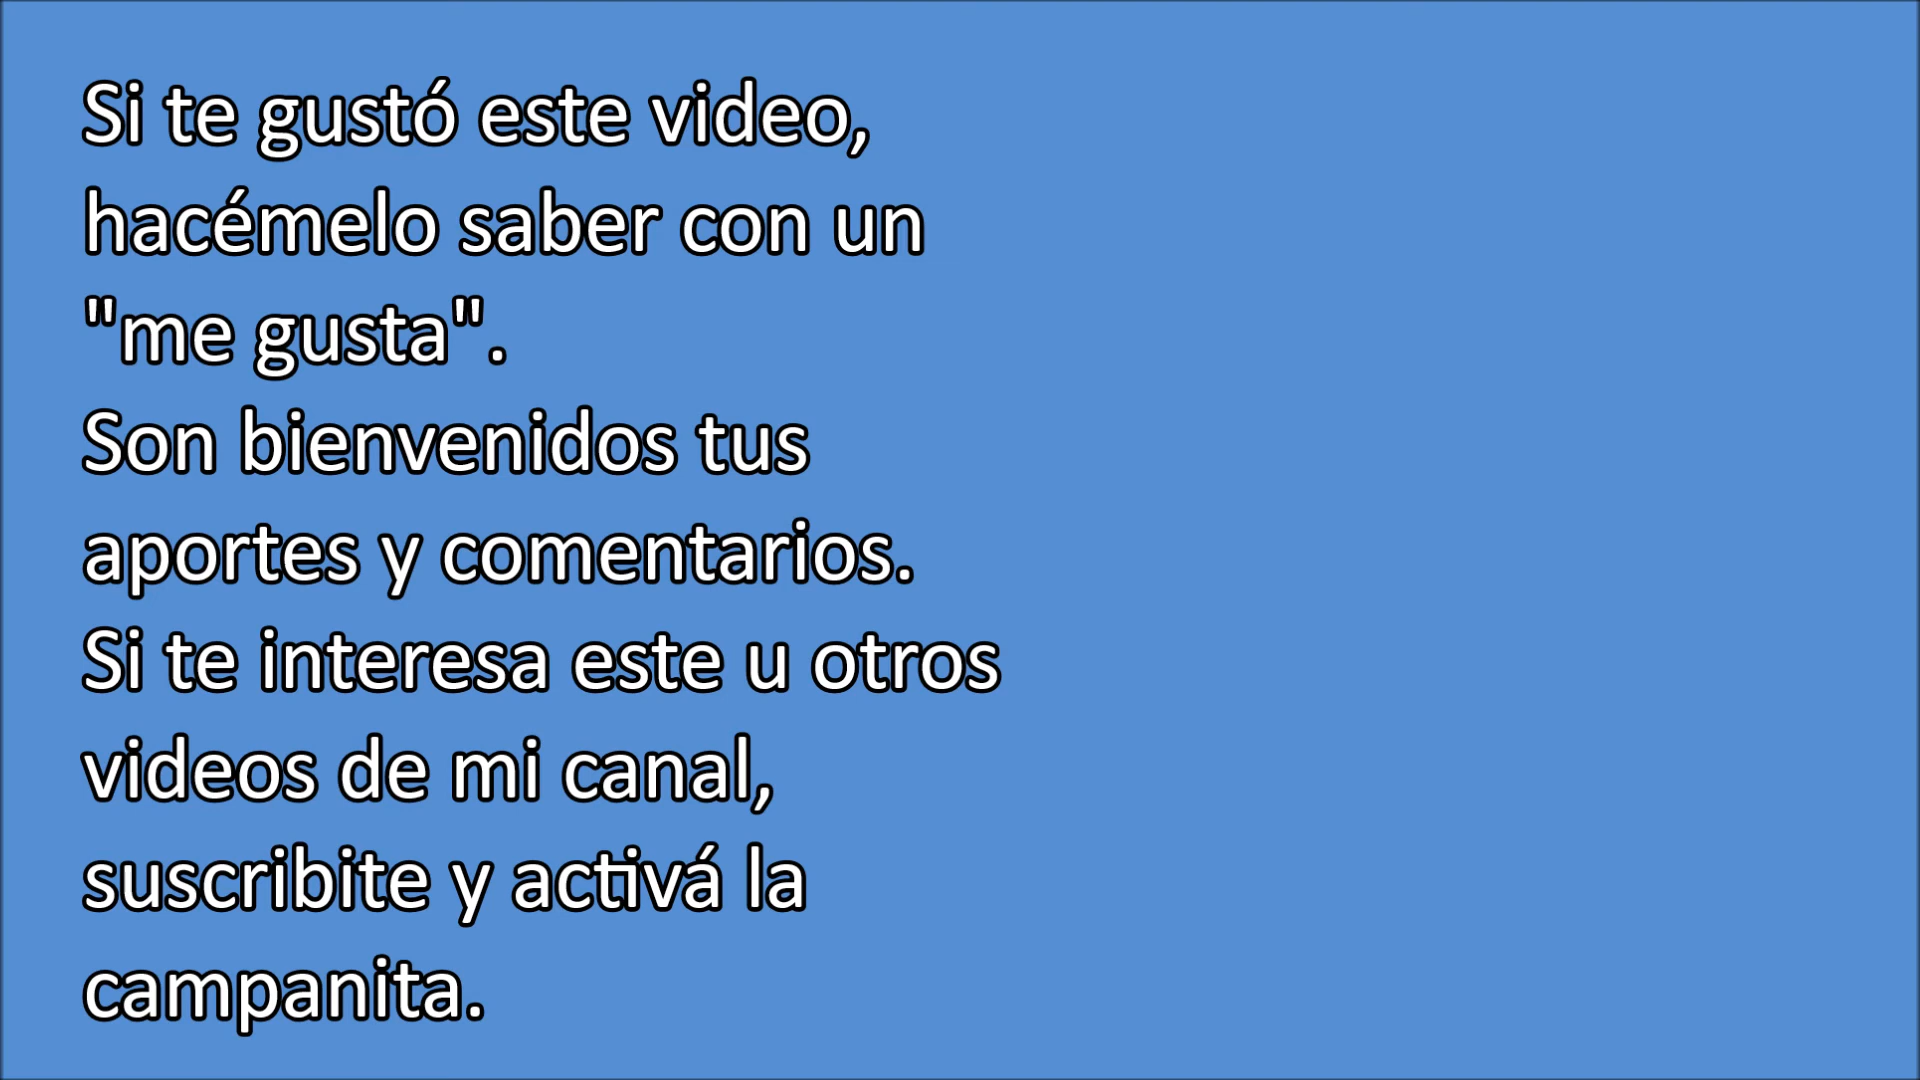 Si te gustó este video,
hacémelo saber con un
"me gusta".
Son bienvenidos tus
aportes y comentarios.
Si te interesa este u otros
videos de mi canal,
suscribite y activá la
campanita.